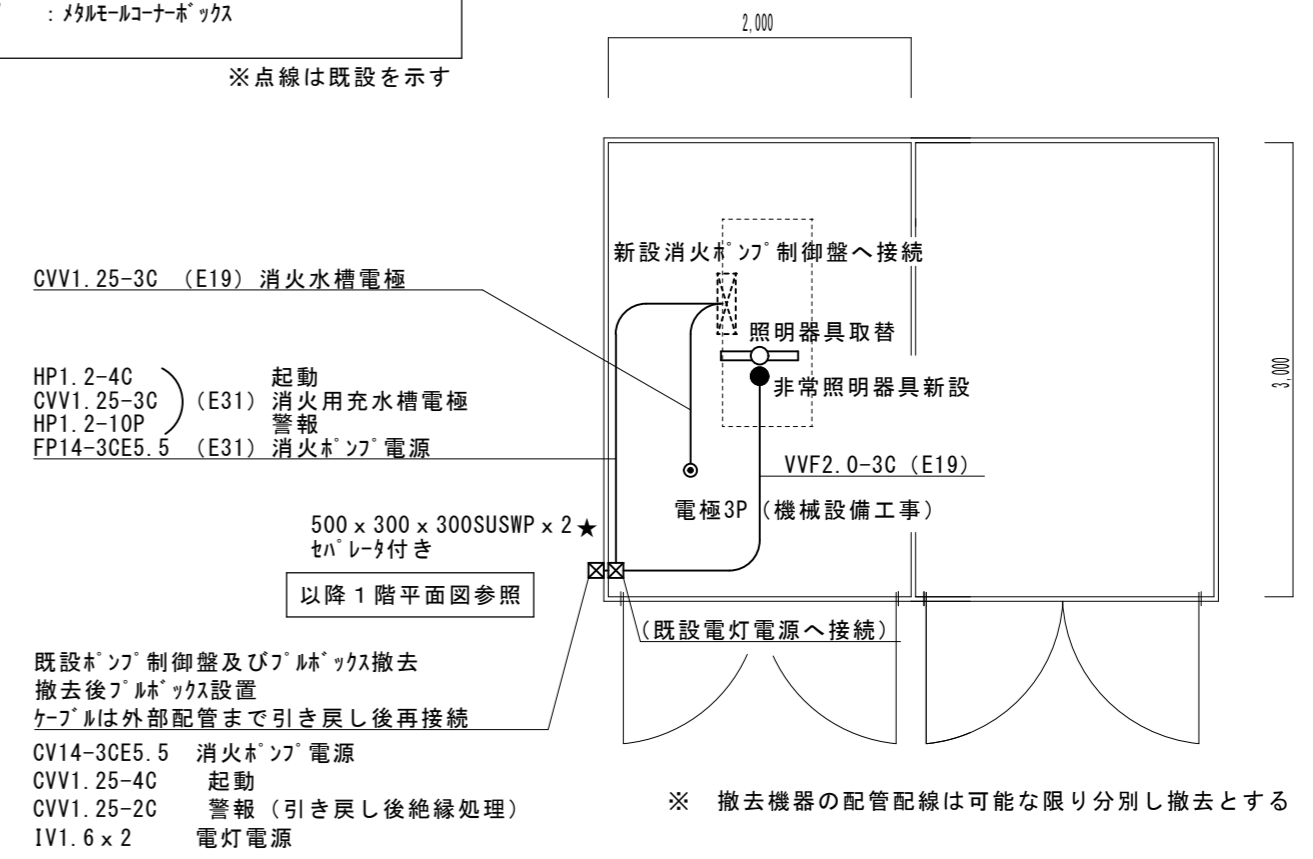 ：ﾒﾀﾙﾓｰﾙｺｰﾅｰﾎﾞｯｸｽ
※点線は既設を示す
2,000
3,000
新設消火ﾎﾟﾝﾌﾟ制御盤へ接続
CVV1.25-3C （E19）消火水槽電極
照明器具取替
非常照明器具新設
HP1.2-4C 起動
CVV1.25-3C （E31）消火用充水槽電極
HP1.2-10P 警報
FP14-3CE5.5 （E31）消火ﾎﾟﾝﾌﾟ電源
VVF2.0-3C（E19）
電極3P（機械設備工事）
500ｘ300ｘ300SUSWPｘ2★
ｾﾊﾟﾚｰﾀ付き
以降１階平面図参照
（既設電灯電源へ接続）
既設ﾎﾟﾝﾌﾟ制御盤及びﾌﾟﾙﾎﾞｯｸｽ撤去
撤去後ﾌﾟﾙﾎﾞｯｸｽ設置
ｹｰﾌﾞﾙは外部配管まで引き戻し後再接続
CV14-3CE5.5 消火ﾎﾟﾝﾌﾟ電源
CVV1.25-4C 起動
CVV1.25-2C 警報（引き戻し後絶縁処理）
IV1.6ｘ2 電灯電源
※ 撤去機器の配管配線は可能な限り分別し撤去とする